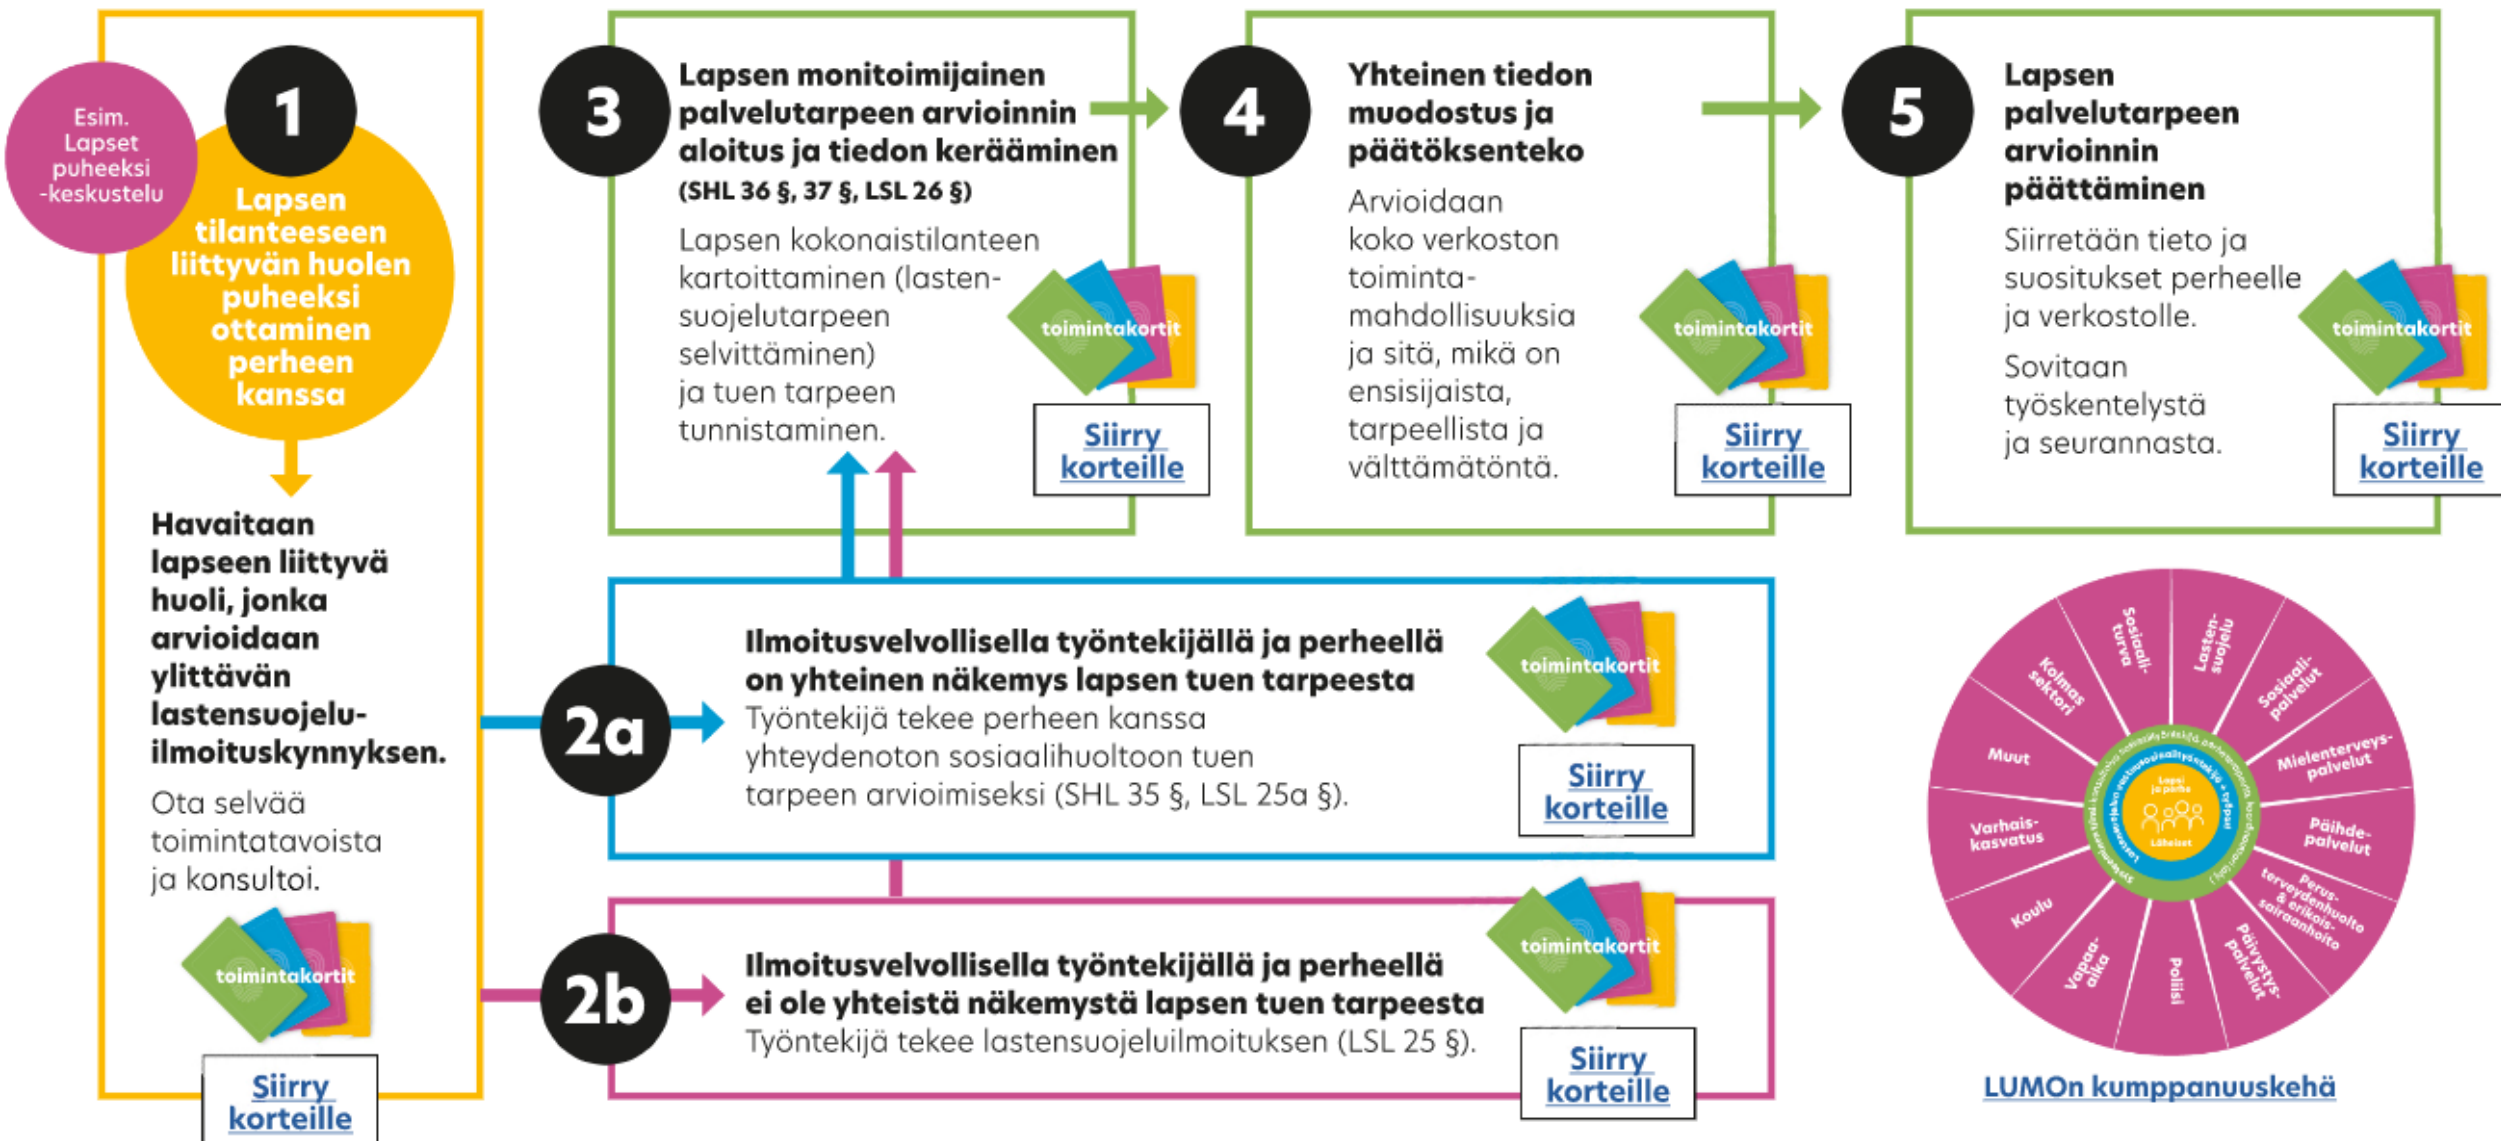 Esim.
Lapset
puheeksi
-keskustelu
1
Lapsen
tilanteeseen
liittyvän huolen
puheeksi
ottaminen
perheen
kanssa
Havaitaan
lapseen liittyvä
huoli, jonka
arvioidaan
ylittävän
lastensuojelu-
ilmoituskynnyksen.
Ota selvää
toimintatavoista
ja konsultoi.
toimintakortit
Siirry
korteille
2a
Ilmoitusvelvollisella työntekijällä ja perheellä
on yhteinen näkemys lapsen tuen tarpeesta
Työntekijä tekee perheen kanssa
yhteydenoton sosiaalihuoltoon tuen
tarpeen arvioimiseksi (SHL 35 §, LSL 25a §).
toimintakortit
Siirry
korteille
2b
Ilmoitusvelvollisella työntekijällä ja perheellä
ei ole yhteistä näkemystä lapsen tuen tarpeesta
Työntekijä tekee lastensuojeluilmoituksen (LSL 25 §).
toimintakortit
Siirry
korteille
3
Lapsen monitoimijainen
palvelutarpeen arvioinnin
aloitus ja tiedon kerääminen
(SHL 36 §, 37 §, LSL 26 §)
Lapsen kokonaistilanteen
kartoittaminen (lasten-
suojelutarpeen
selvittäminen)
ja tuen tarpeen
tunnistaminen.
toimintakortit
Siirry
korteille
4
Yhteinen tiedon
muodostus ja
päätöksenteko
Arvioidaan
koko verkoston
toiminta-
mahdollisuuksia
ja sitä, mikä on
ensisijaista,
tarpeellista ja
välttämätöntä.
toimintakortit
Siirry
korteille
5
Lapsen
palvelutarpeen
arvioinnin
päättäminen
Siirretään tieto ja
suositukset perheelle
ja verkostolle.
Sovitaan
työskentelystä
ja seurannasta.
toimintakortit
Siirry
korteille
Sosiaali-
turva
Lasten-
suojelu
Sosiaali-
palvelut
Mielenterveys-
palvelut
Päihde-
palvelut
Perus-
terveydenhuolto
& erikois-
sairaanhoito
Päivystys-
palvelut
Poliisi
Vapaa-
aika
Koulu
Varhais-
kasvatus
Muut
Kolmas
sektori
Lapsi
ja perhe
Läheiset
LUMOn kumppanuuskehä